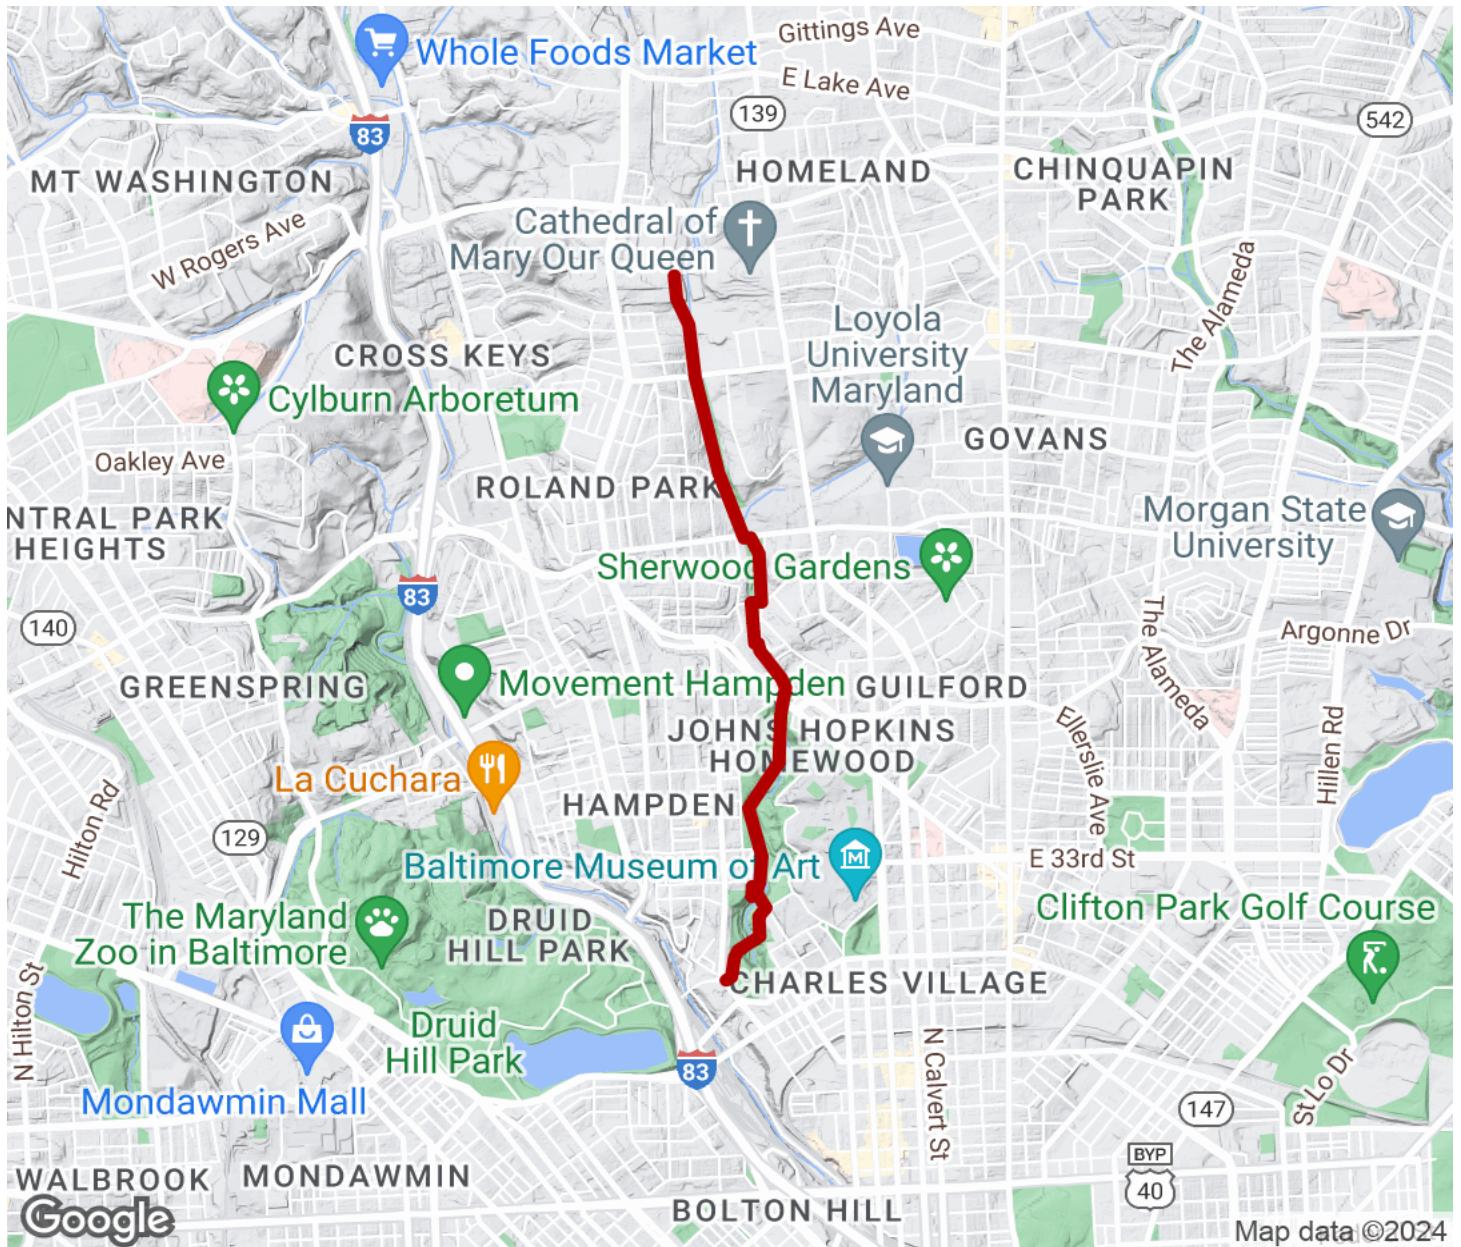 Gittings Ave
Whole Foods Market
E Lake Ave
139
542
83
MT WASHINGTON
HOMELAND
CHINQUAPIN
PARK
Cathedral of
Mary Our Queen
W Rogers Ave
The Alameda
Loyola
University
Maryland
CROSS KEYS
Cylburn Arboretum
GOVANS
Oakley Ave
ROLAND PARK
NTRAL PARK
HEIGHTS
Morgan State
University
Sherwood Gardens
83
140
The Alameda
Argonne Dr
GREENSPRING
Movement Hampden
GUILFORD
JOHNS HOPKINS
HOMEWOOD
Ellerslie Ave
Hillen Rd
La Cuchara
HAMPDEN
Hilton Rd
129
Baltimore Museum of Art
E 33rd St
The Maryland
Zoo in Baltimore
DRUID
HILL PARK
Clifton Park Golf Course
CHARLES VILLAGE
N Hilton St
Druid
Hill Park
83
N Calvert St
St Lo Dr
Mondawmin Mall
147
BYP
40
WALBROOK
MONDAWMIN
BOLTON HILL
Google
Map data ©2024